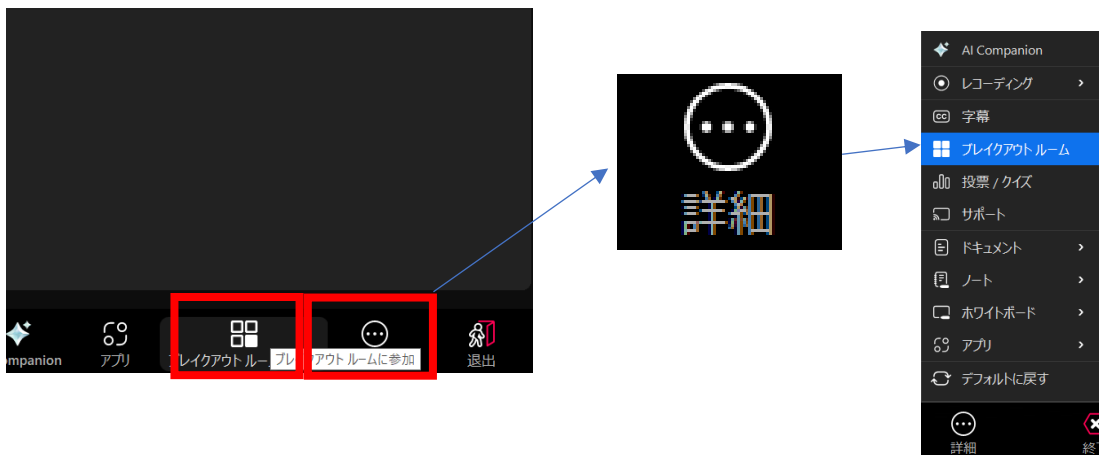 ompanion
アプリ
ブレイクアウト ルー
ブレイクアウト ルームに参加
退出
詳細
AI Companion
レコーディング
CC 字幕
ブレイクアウト ルーム
投票 / クイズ
サポート
ドキュメント
ノート
ホワイトボード
アプリ
デフォルトに戻す
詳細
終